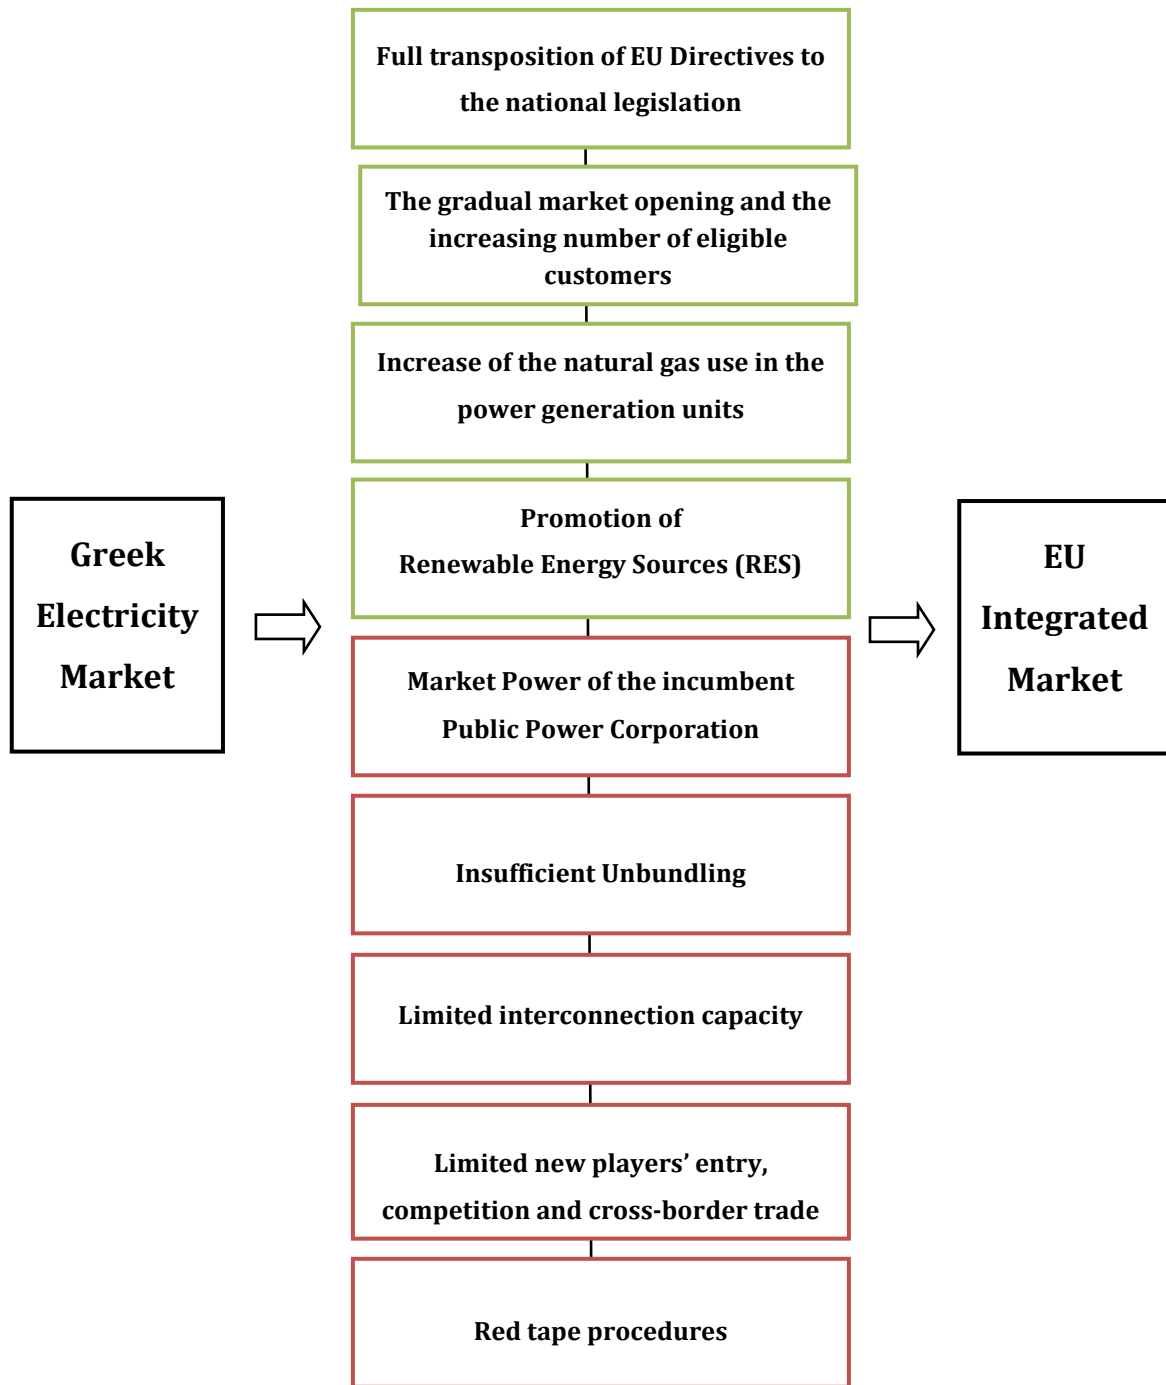 Full transposition of EU Directives to
the national legislation
The gradual market opening and the
increasing number of eligible
customers
Increase of the natural gas use in the
power generation units
Promotion of
Renewable Energy Sources (RES)
Greek
Electricity
Market
EU
Integrated
Market
Market Power of the incumbent
Public Power Corporation
Insufficient Unbundling
Limited interconnection capacity
Limited new players’ entry,
competition and cross-border trade
Red tape procedures